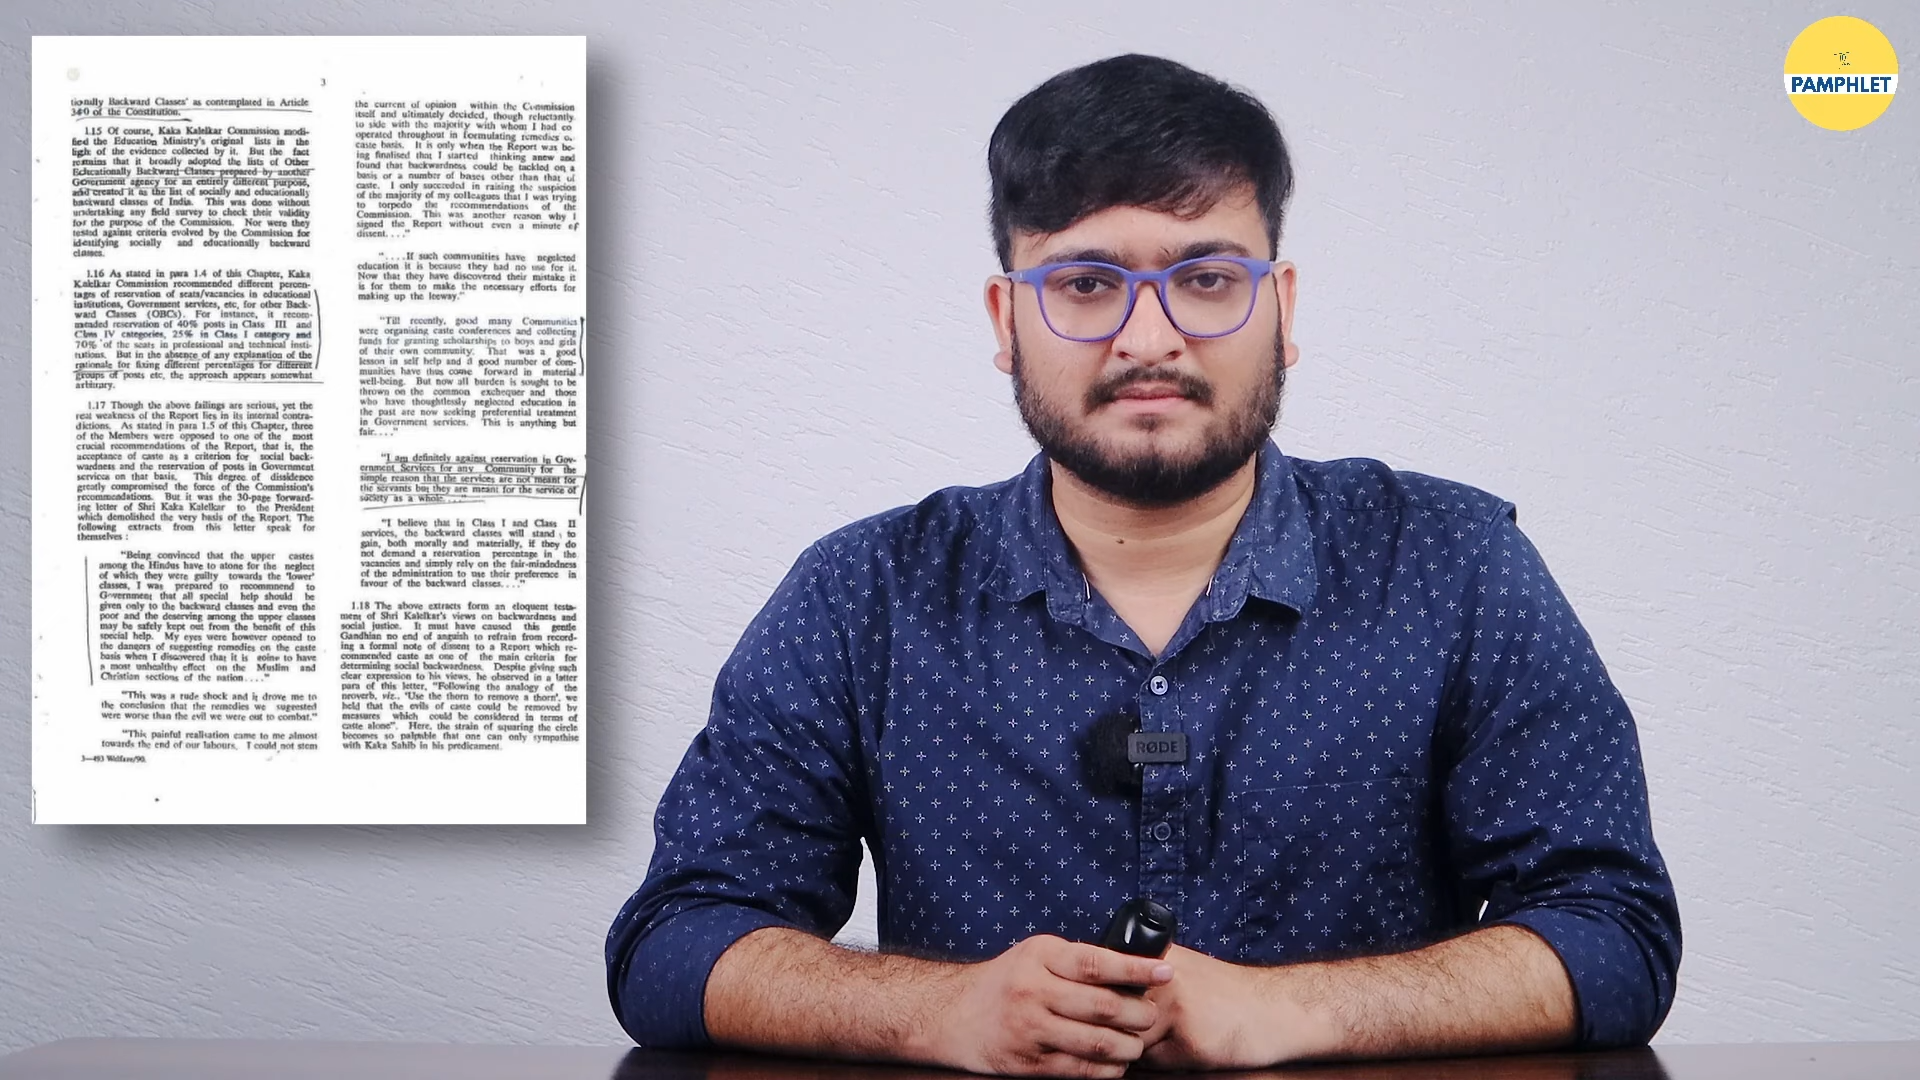 3
tionally Backward Classes' as contemplated in Article
340 of the Constitution.
1.15 Of course, Kaka Kalelkar Commission modi-
fied the Education Ministry's original lists in the
light of the evidence collected by it. But the fact
remains that it broadly adopted the lists of Other
Educationally Backward Classes prepared by another
Government agency for an entirely different purpose,
and created it as the list of socially and educationally
backward classes of India. This was done without
undertaking any field survey to check their validity
for the purpose of the Commission. Nor were they
tested against criteria evolved by the Commission for
identifying socially and educationally backward
classes.
1.16 As stated in para 1.4 of this Chapter, Kaka
Kalelkar Commission recommended different percen-
tages of reservation of seats/vacancies in educational
institutions, Government services, etc, for other Back-
ward Classes (OBCs). For instance, it recom-
mended reservation of 40% posts in Class III and
Class IV categories, 25% in Class I category and
70% of the seats in professional and technical insti-
tutions. But in the absence of any explanation of the
rationale for fixing different percentages for different
groups of posts etc, the approach appears somewhat
arbitrary.
1.17 Though the above failings are serious, yet the
real weakness of the Report lies in its internal contra-
dictions. As stated in para 1.5 of this Chapter, three
of the Members were opposed to one of the most
crucial recommendations of the Report, that is, the
acceptance of caste as a criterion for social back-
wardness and the reservation of posts in Government
services on that basis. This degree of dissidence
greatly compromised the force of the Commission's
recommendations. But it was the 30-page forward-
ing letter of Shri Kaka Kalelkar to the President
which demolished the very basis of the Report. The
following extracts from this letter speak for
themselves :
"Being convinced that the upper castes
among the Hindus have to atone for the neglect
of which they were guilty towards the 'lower'
classes, I was prepared to recommend to
Government that all special help should be
given only to the backward classes and even the
poor and the deserving among the upper classes
may be safely kept out from the benefit of this
special help. My eyes were however opened to
the dangers of suggesting remedies on the caste
basis when I discovered that it is going to have
a most unhealthy effect on the Muslim and
Christian sections of the nation...."
"This was a rude shock and it drove me to
the conclusion that the remedies we suggested
were worse than the evil we were out to combat."
"This painful realisation came to me almost
towards the end of our labours. I could not stem
3—493 Welfare/90.
the current of opinion within the Commission
itself and ultimately decided, though reluctantly
to side with the majority with whom I had co
operated throughout in formulating remedies o.
caste basis. It is only when the Report was be-
ing finalised that I started thinking anew and
found that backwardness could be tackled on a
basis or a number of bases other than that of
caste. I only succeeded in raising the suspicion
of the majority of my colleagues that I was trying
to torpedo the recommendations of the
Commission. This was another reason why I
signed the Report without even a minute of
dissent...."
"....If such communities have neglected
education it is because they had no use for it.
Now that they have discovered their mistake it
is for them to make the necessary efforts for
making up the leeway."
"Till recently, good many Communities
were organising caste conferences and collecting
funds for granting scholarships to boys and girls
of their own community. That was a good
lesson in self help and a good number of com-
munities have thus come forward in material
well-being. But now all burden is sought to be
thrown on the common exchequer and those
who have thoughtlessly neglected education in
the past are now seeking preferential treatment
in Government services. This is anything but
fair...."
"I am definitely against reservation in Gov-
ernment Services for any Community for the
simple reason that the services are not meant for
the servants but they are meant for the service of
society as a whole...."
"I believe that in Class I and Class II
services, the backward classes will stand to
gain, both morally and materially, if they do
not demand a reservation percentage in the
vacancies and simply rely on the fair-mindedness
of the administration to use their preference in
favour of the backward classes...."
1.18 The above extracts form an eloquent testa-
ment of Shri Kalelkar's views on backwardness and
social justice. It must have caused this gentle
Gandhian no end of anguish to refrain from record-
ing a formal note of dissent to a Report which re-
commended caste as one of the main criteria for
determining social backwardness. Despite giving such
clear expression to his views, he observed in a latter
para of this letter, "Following the analogy of the
proverb, viz., 'Use the thorn to remove a thorn', we
held that the evils of caste could be removed by
measures which could be considered in terms of
caste alone". Here, the strain of squaring the circle
becomes so palpable that one can only sympathise
with Kaka Sahib in his predicament.
PAMPHLET
RØDE